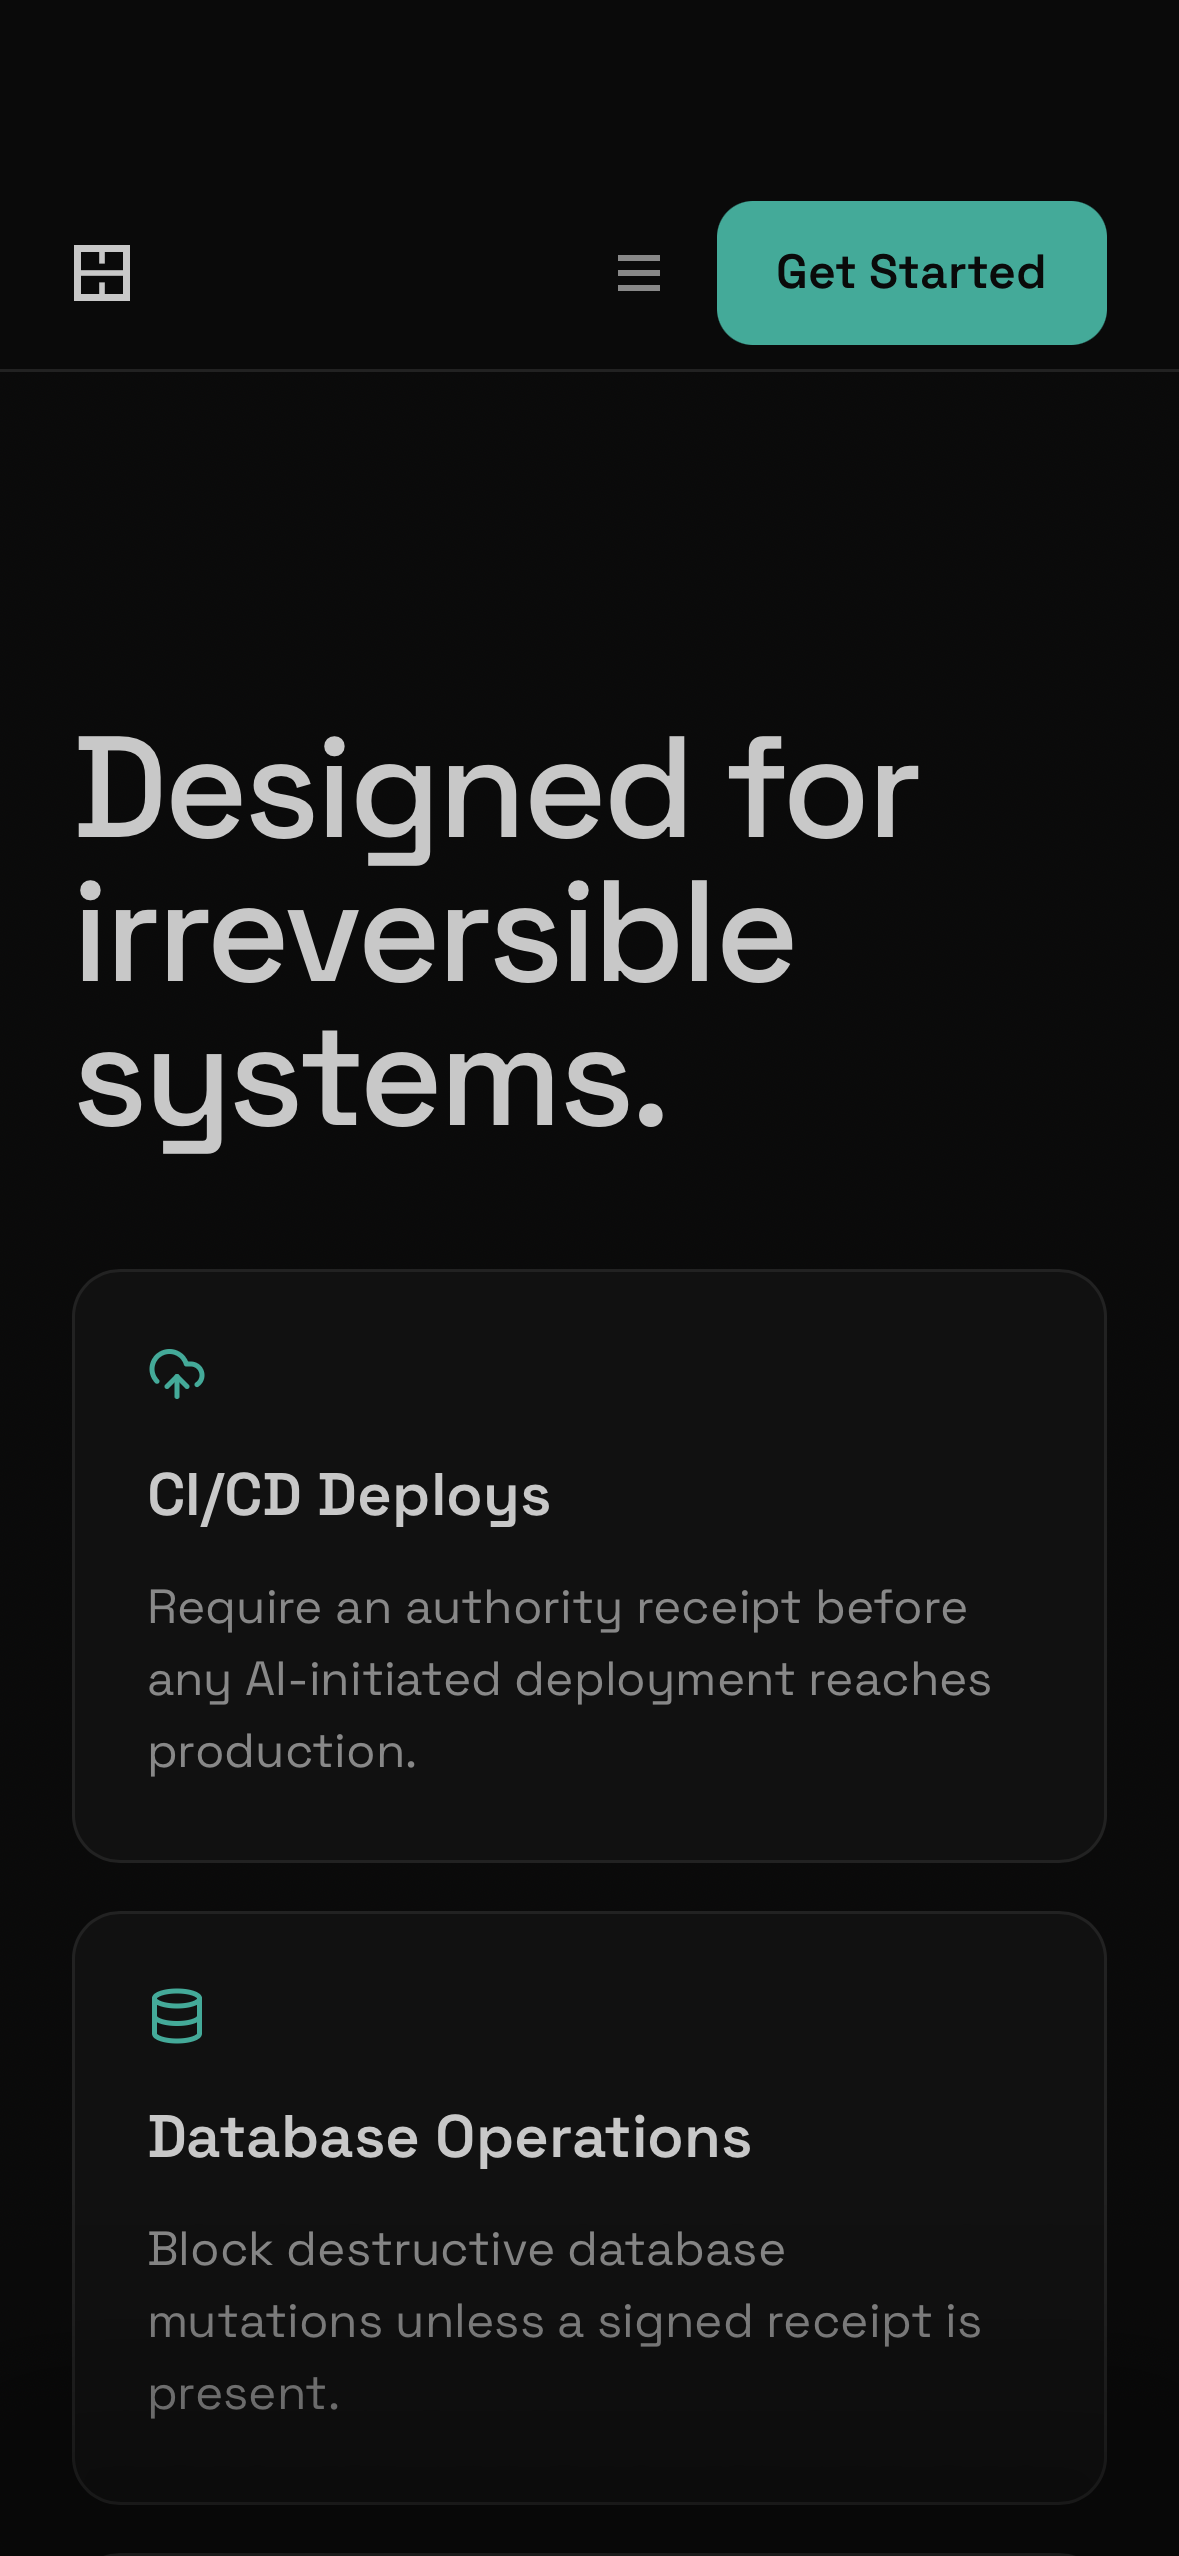 Get Started
Designed for
irreversible
systems.
CI/CD Deploys
Require an authority receipt before
any AI-initiated deployment reaches
production.
Database Operations
Block destructive database
mutations unless a signed receipt is
present.